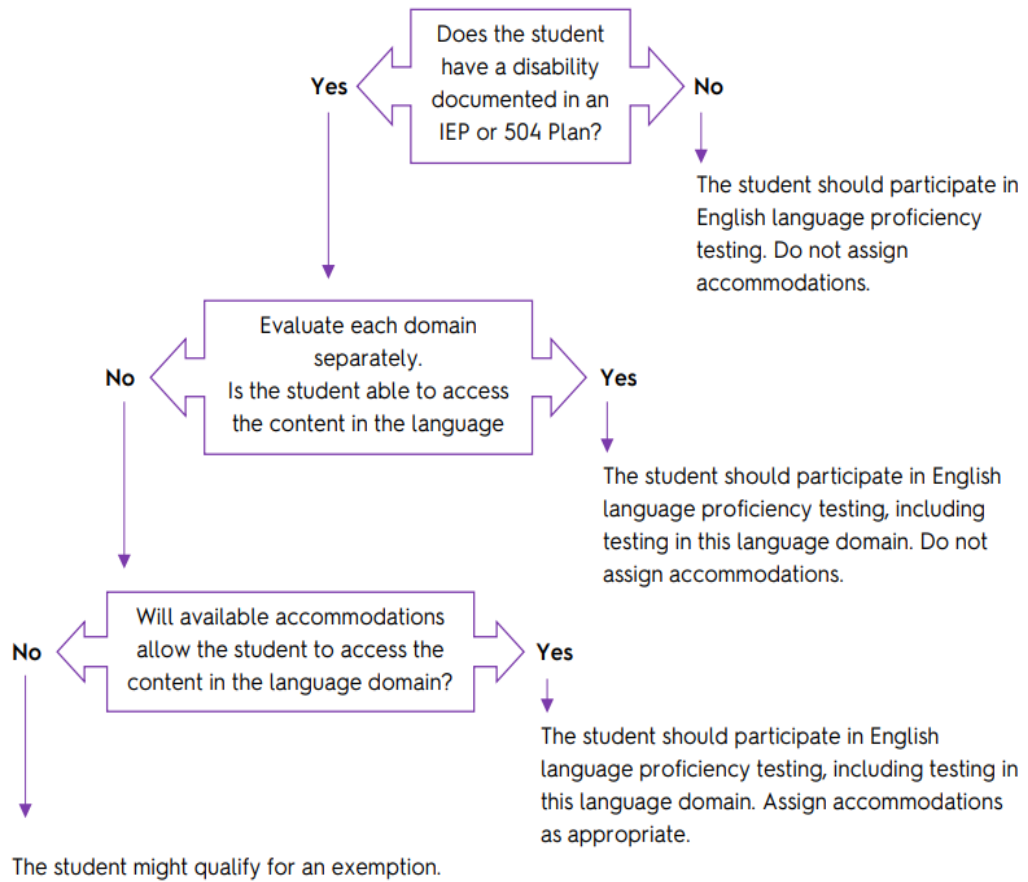 Does the student
have a disability
documented in an
IEP or 504 Plan?
Yes
No
The student should participate in
English language proficiency
testing. Do not assign
accommodations.
Evaluate each domain
separately.
Is the student able to access
the content in the language
No
Yes
The student should participate in English
language proficiency testing, including
testing in this language domain. Do not
assign accommodations.
Will available accommodations
allow the student to access the
content in the language domain?
No
Yes
The student should participate in English
language proficiency testing, including testing in
this language domain. Assign accommodations
as appropriate.
The student might qualify for an exemption.